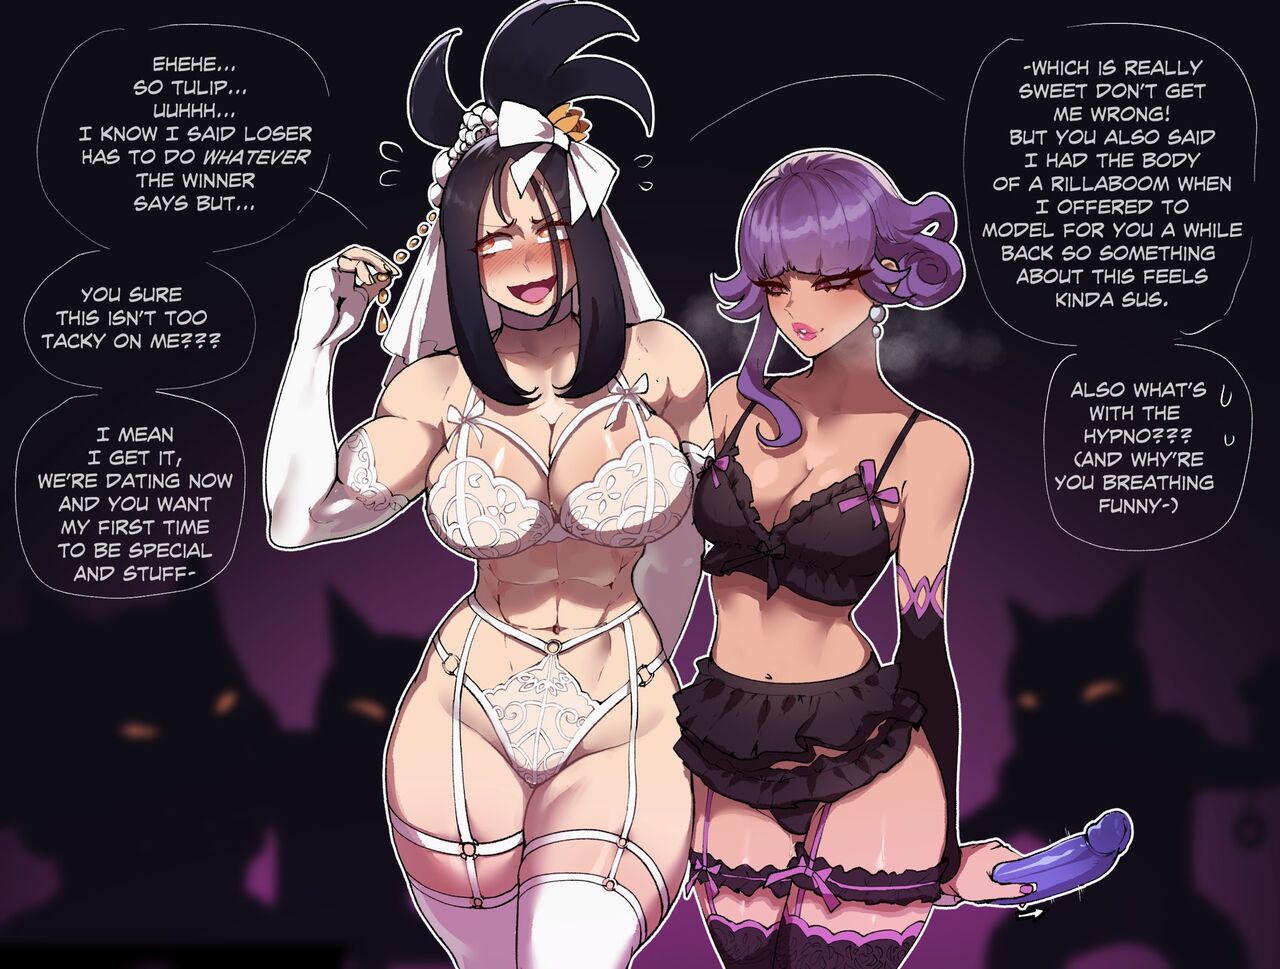 EHEHE...
SO TULIP...
UUHHH...
I KNOW I SAID LOSER
HAS TO DO WHATEVER
THE WINNER
SAYS BUT...
YOU SURE
THIS ISN'T TOO
TACKY ON ME???
I MEAN
I GET IT,
WE'RE DATING NOW
AND YOU WANT
MY FIRST TIME
TO BE SPECIAL
AND STUFF-
-WHICH IS REALLY
SWEET DON'T GET
ME WRONG!
BUT YOU ALSO SAID
I HAD THE BODY
OF A RILLABOOM WHEN
I OFFERED TO
MODEL FOR YOU A WHILE
BACK SO SOMETHING
ABOUT THIS FEELS
KINDA SUS.
ALSO WHAT'S
WITH THE
HYPNO???
(AND WHY'RE
YOU BREATHING
FUNNY-)